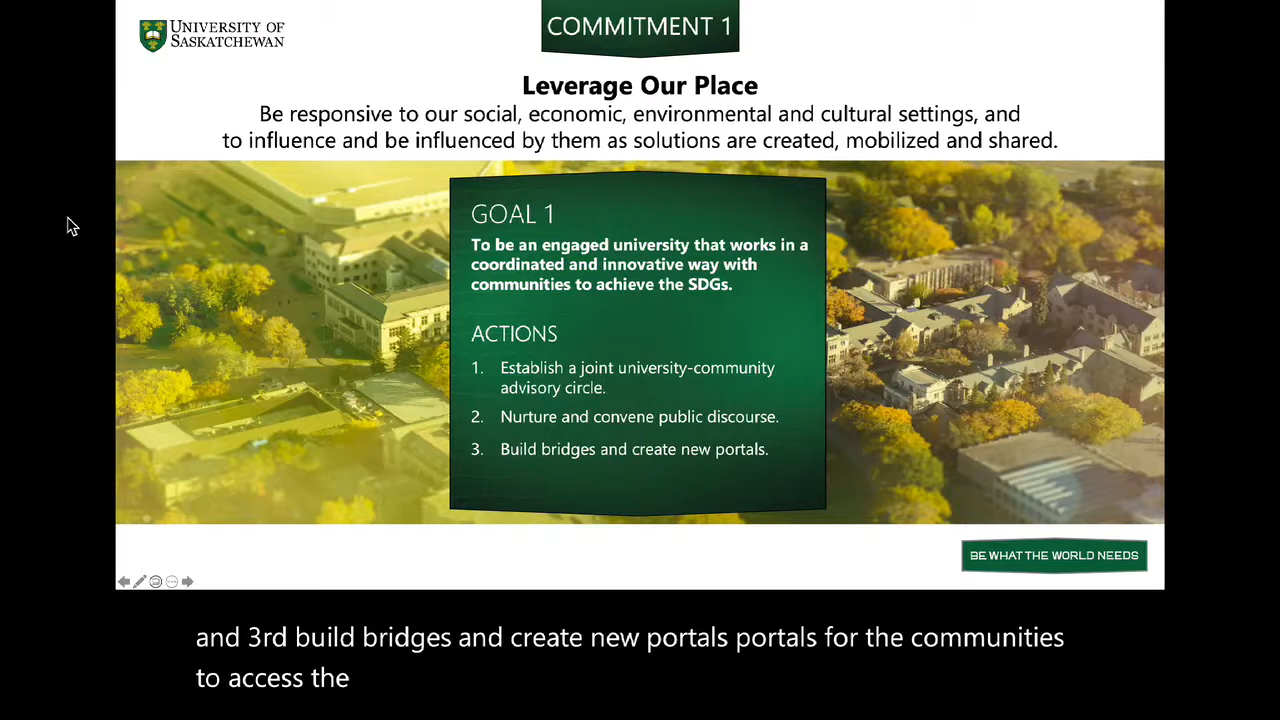 UNIVERSITY OF
SASKATCHEWAN
COMMITMENT 1
Leverage Our Place
Be responsive to our social, economic, environmental and cultural settings, and
to influence and be influenced by them as solutions are created, mobilized and shared.
GOAL 1
To be an engaged university that works in a
coordinated and innovative way with
communities to achieve the SDGs.
ACTIONS
1. Establish a joint university-community
advisory circle.
2. Nurture and convene public discourse.
3. Build bridges and create new portals.
BE WHAT THE WORLD NEEDS
and 3rd build bridges and create new portals portals for the communities
to access the